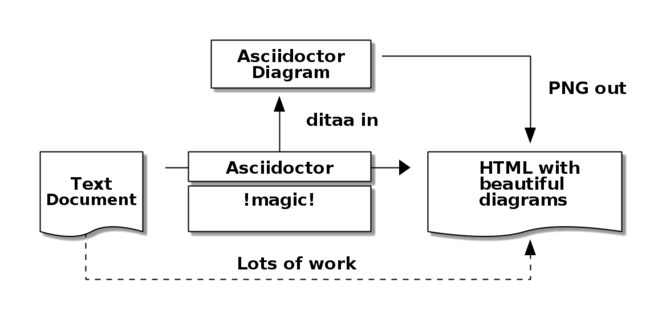 Asciidoctor
Diagram
PNG out
ditaa in
Text
Document
Asciidoctor
!magic!
HTML with
beautiful
diagrams
Lots of work